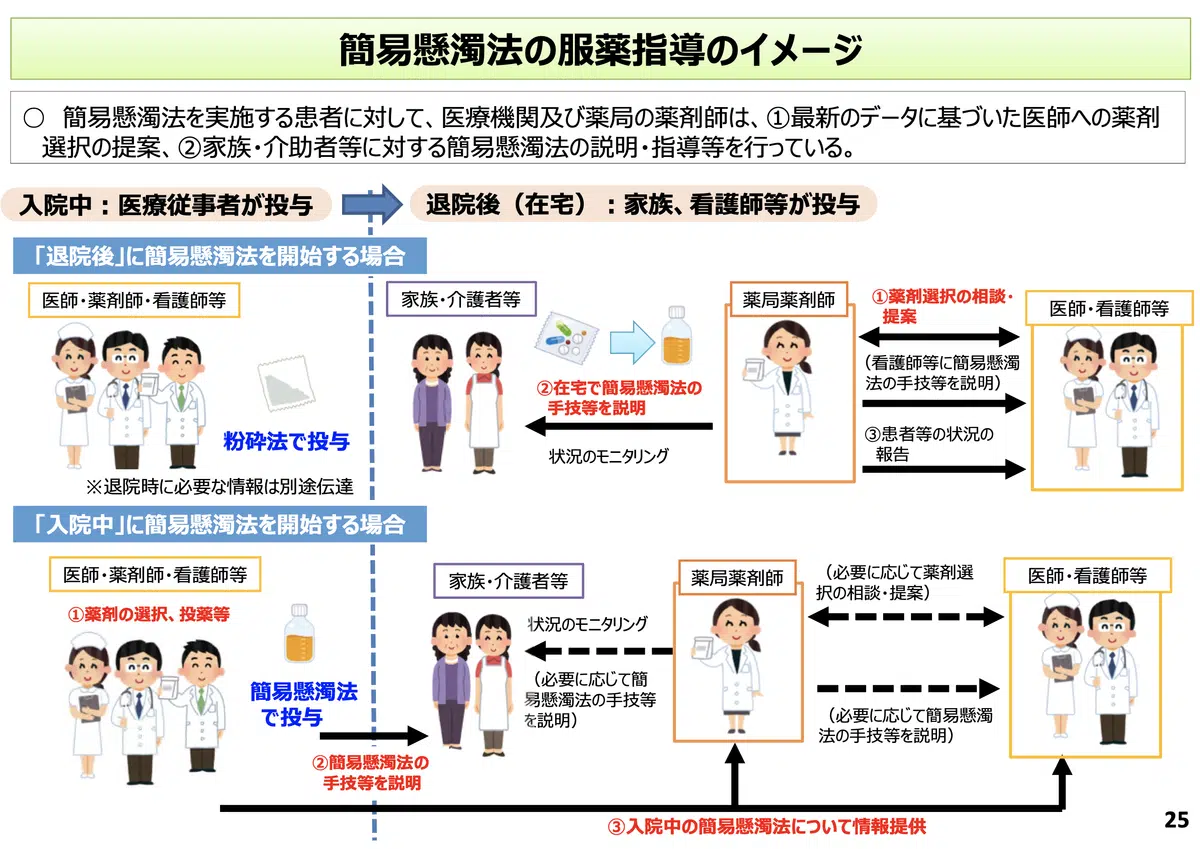 簡易懸濁法の服薬指導のイメージ
○ 簡易懸濁法を実施する患者に対して、医療機関及び薬局の薬剤師は、①最新のデータに基づいた医師への薬剤
選択の提案、②家族・介助者等に対する簡易懸濁法の説明・指導等を行っている。
入院中:医療従事者が投与
退院後(在宅):家族、看護師等が投与
「退院後」に簡易懸濁法を開始する場合
医師・薬剤師・看護師等
粉砕法で投与
※退院時に必要な情報は別途伝達
家族・介護者等
②在宅で簡易懸濁法の
手技等を説明
状況のモニタリング
薬局薬剤師
①薬剤選択の相談・
提案
(看護師等に簡易懸濁
法の手技等を説明)
③患者等の状況の
報告
医師・看護師等
「入院中」に簡易懸濁法を開始する場合
医師・薬剤師・看護師等
①薬剤の選択、投薬等
簡易懸濁法
で投与
②簡易懸濁法の
手技等を説明
家族・介護者等
状況のモニタリング
(必要に応じて簡
易懸濁法の手技等
を説明)
薬局薬剤師
(必要に応じて薬剤選
択の相談・提案)
(必要に応じて簡易懸濁
法の手技等を説明)
医師・看護師等
③入院中の簡易懸濁法について情報提供
25